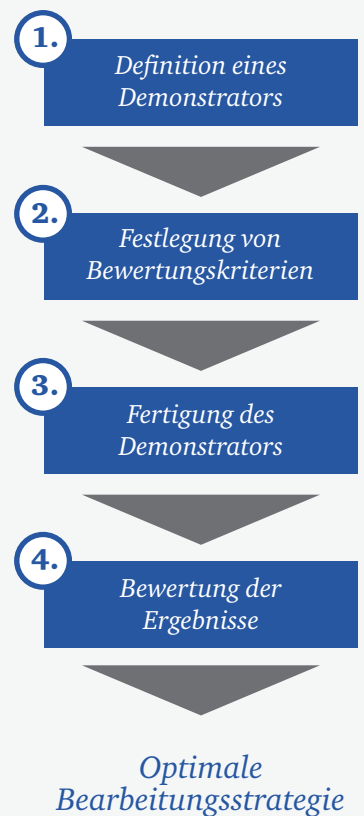 1.
Definition eines
Demonstrators
2.
Festlegung von
Bewertungskriterien
3.
Fertigung des
Demonstrators
4.
Bewertung der
Ergebnisse
Optimale
Bearbeitungsstrategie